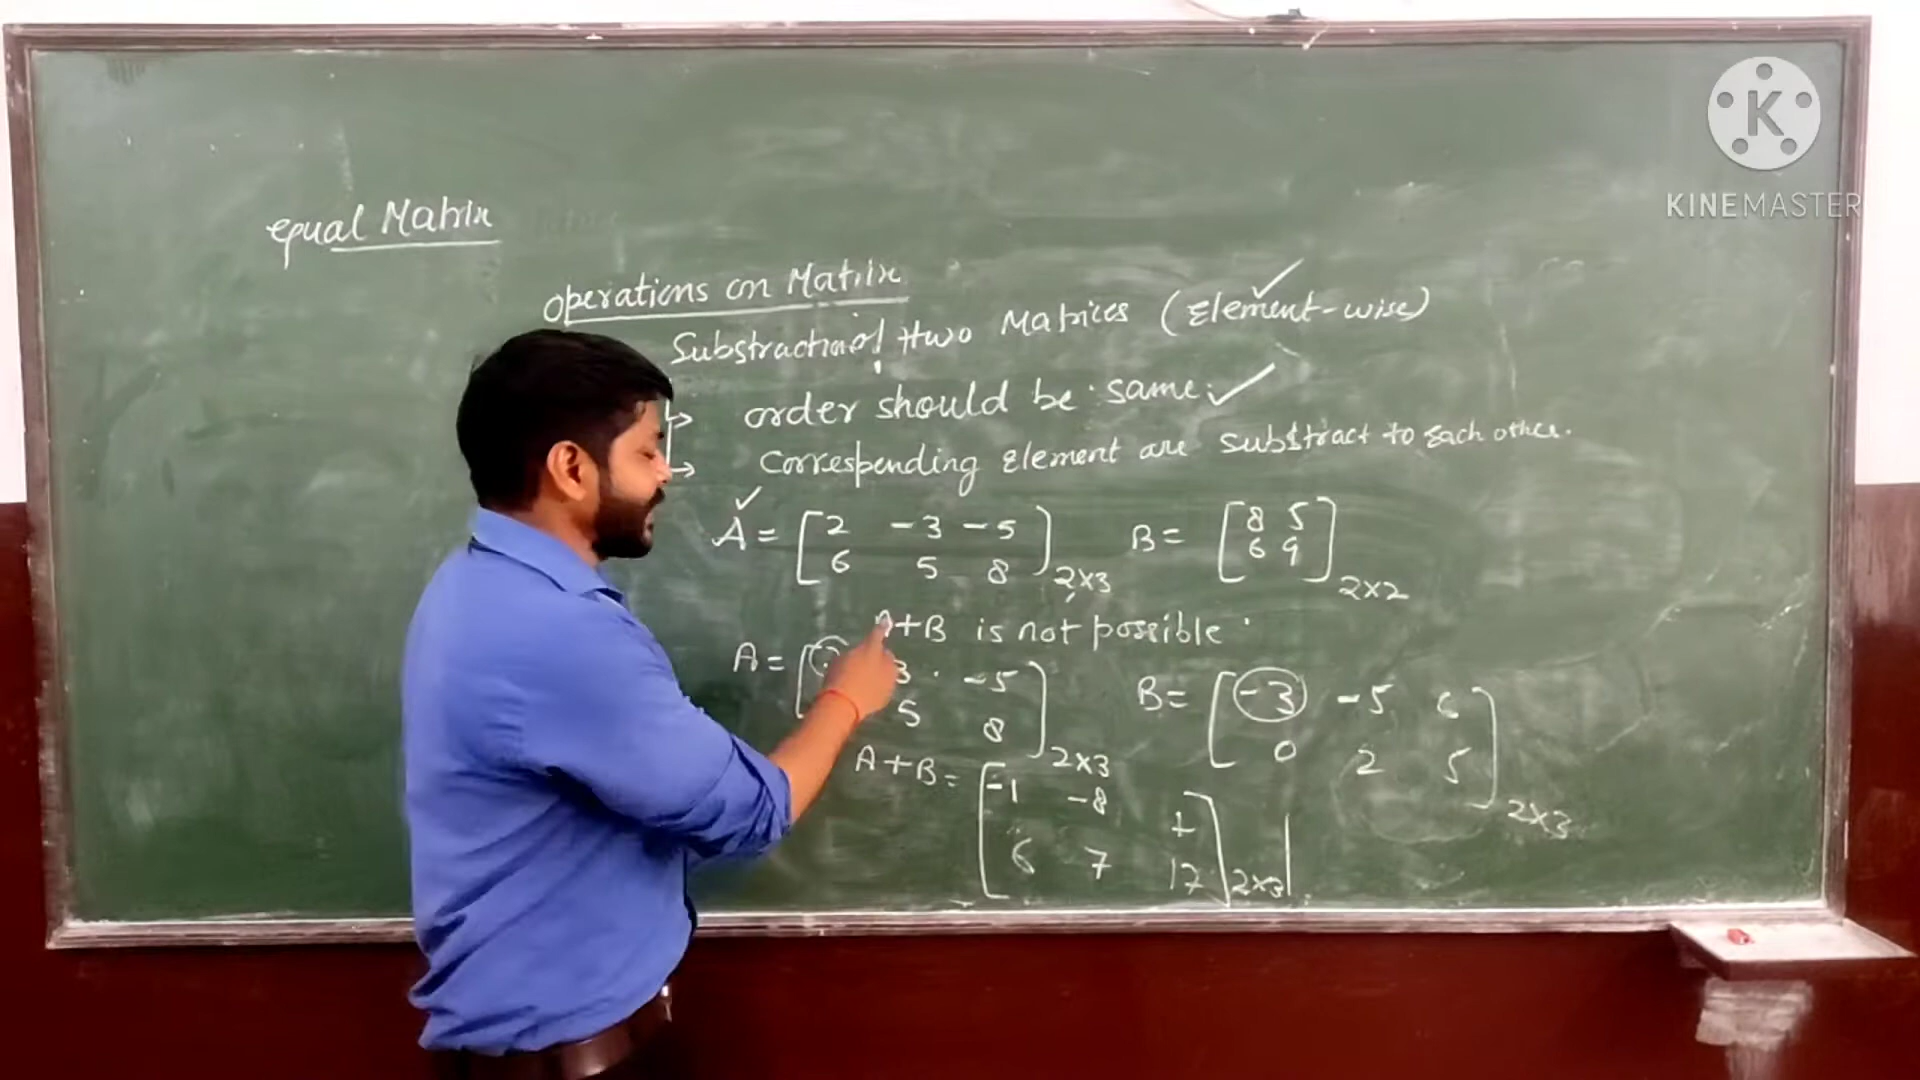 KINEMASTER
equal Matrix
operations on Matrix
Substraction of two Matrices (Element-wise)
order should be same.
Correspending Element are substract to Each other.
A = [2 -3 -5
6 5 8] 2x3
B = [8 5
6 9] 2x2
A+B is not possible.
A = [ 3 -5
5 8] 2x3
B = [-3 -5 6
0 2 5] 2x3
A+B = [-1 -8
6 7 17] 2x3